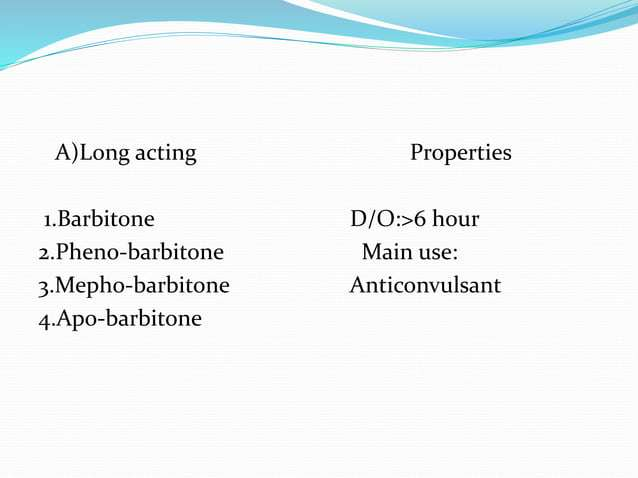 A)Long acting Properties
1.Barbitone D/O:>6 hour
2.Pheno-barbitone Main use:
3.Mepho-barbitone Anticonvulsant
4.Apo-barbitone